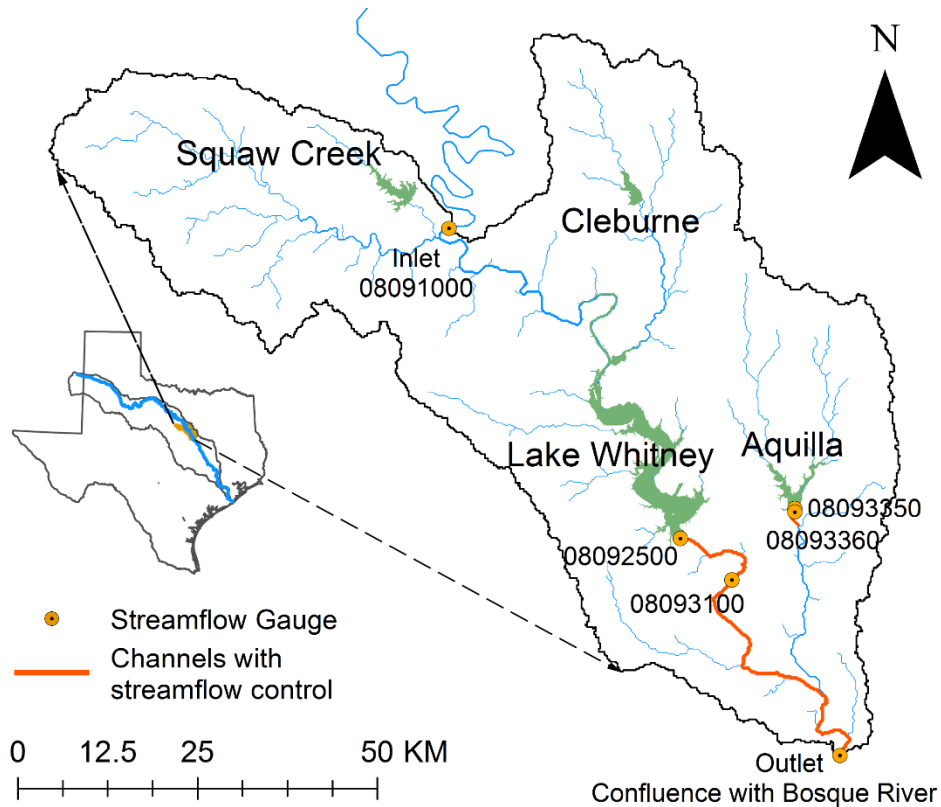 N
Squaw Creek
Cleburne
Inlet
08091000
Lake Whitney
Aquilla
08093350
08093360
08092500
08093100
Streamflow Gauge
Channels with
streamflow control
0 12.5 25 50 KM
Outlet
Confluence with Bosque River